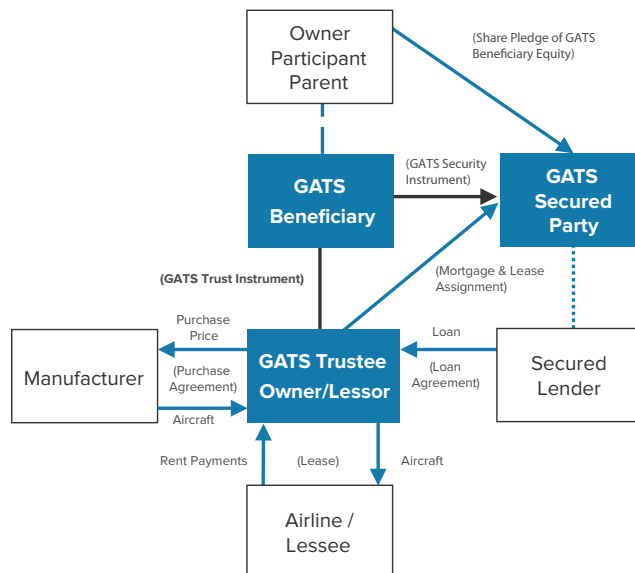 Owner
Participant
Parent
(Share Pledge of GATS
Beneficiary Equity)
GATS
Beneficiary
(GATS Security
Instrument)
GATS
Secured
Party
(GATS Trust Instrument)
(Mortgage & Lease
Assignment)
Manufacturer
Purchase
Price
(Purchase
Agreement)
Aircraft
GATS Trustee
Owner/Lessor
Loan
(Loan
Agreement)
Secured
Lender
Rent Payments
(Lease)
Aircraft
Airline /
Lessee